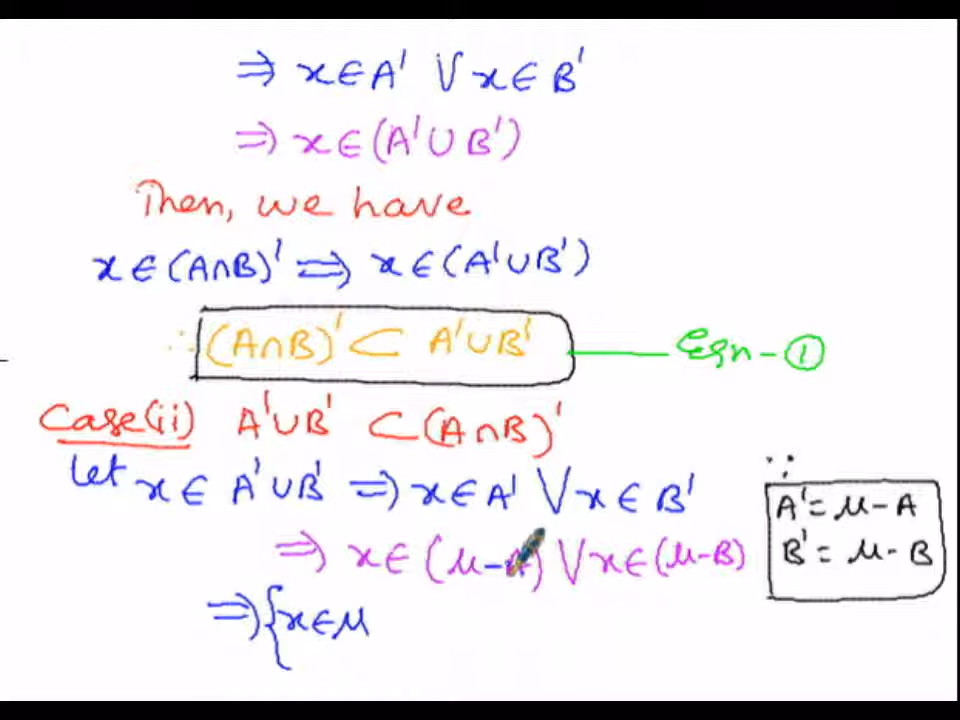 ⇒ x∈A' ∨ x∈B'
⇒ x∈(A'∪B')
Then, we have
x∈(A∩B)' ⇒ x∈(A'∪B')
∴ (A∩B)' ⊂ A'∪B' — Eqn-①
Case(ii) A'∪B' ⊂ (A∩B)'
let x∈ A'∪B' ⇒ x∈A' ∨ x∈B'
⇒ x∈(μ-A) ∨ x∈(μ-B)
⇒ {x∈μ
∵
A' = μ - A
B' = μ - B